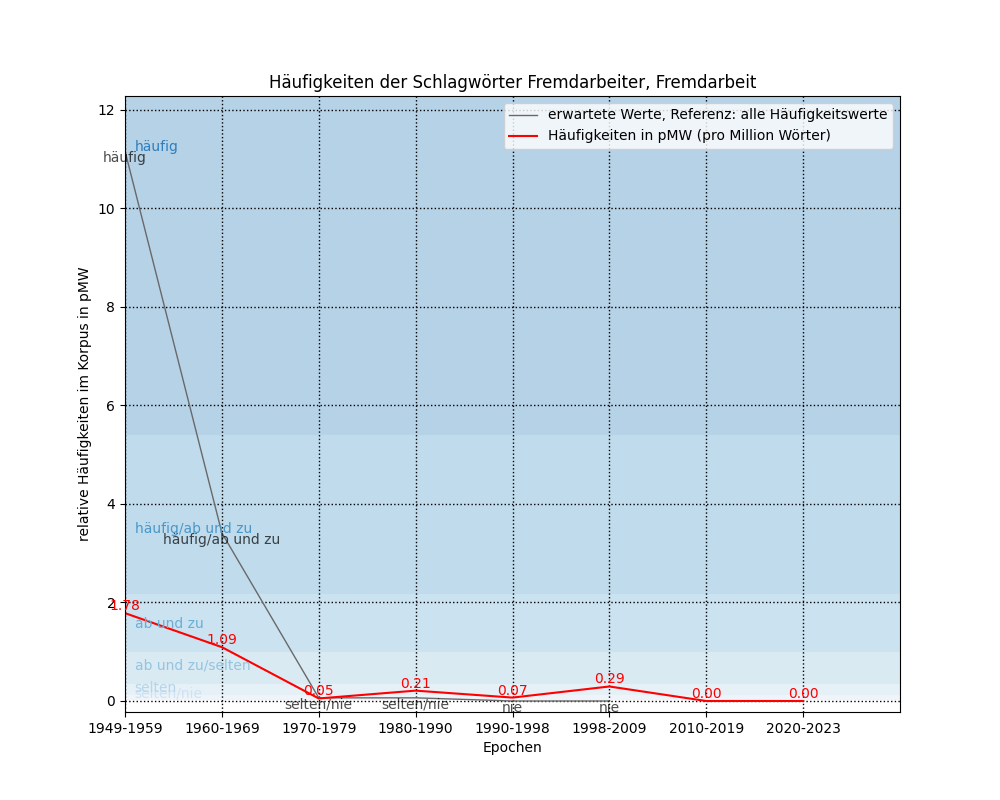 Häufigkeiten der Schlagwörter Fremdarbeiter, Fremdarbeit
erwartete Werte, Referenz: alle Häufigkeitswerte
Häufigkeiten in pMW (pro Million Wörter)
relative Häufigkeiten im Korpus in pMW
12
10
8
6
4
2
0
häufig
häufig
häufig/ab und zu
häufig/ab und zu
ab und zu
ab und zu/selten
selten
selten/nie
1.78
1.09
0.05
0.21
0.07
0.29
0.00
0.00
selten/nie
selten/nie
nie
nie
1949-1959
1960-1969
1970-1979
1980-1990
1990-1998
1998-2009
2010-2019
2020-2023
Epochen